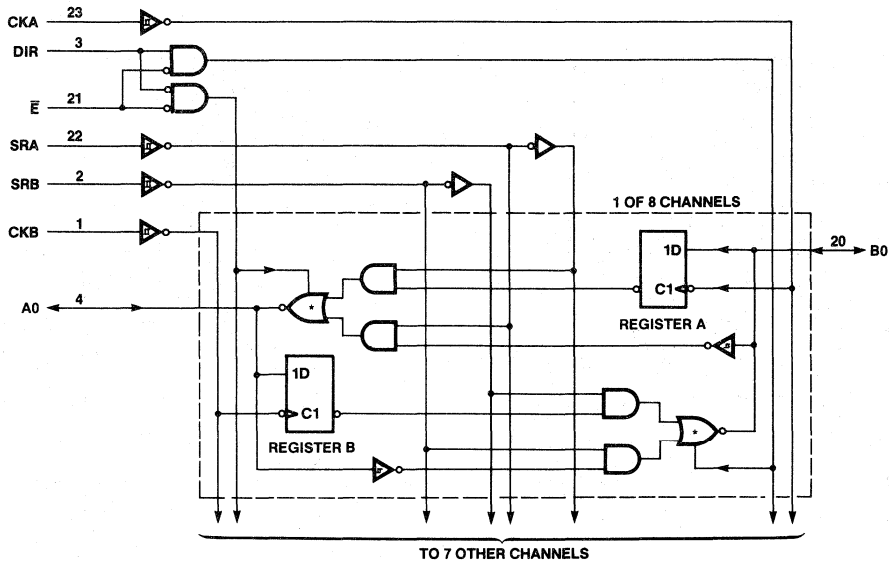 CKA 23
DIR 3
E̅ 21
SRA 22
SRB 2
CKB 1
1 OF 8 CHANNELS
20 B0
1D
C1
REGISTER A
A0 4
*
1D
C1
REGISTER B
*
TO 7 OTHER CHANNELS